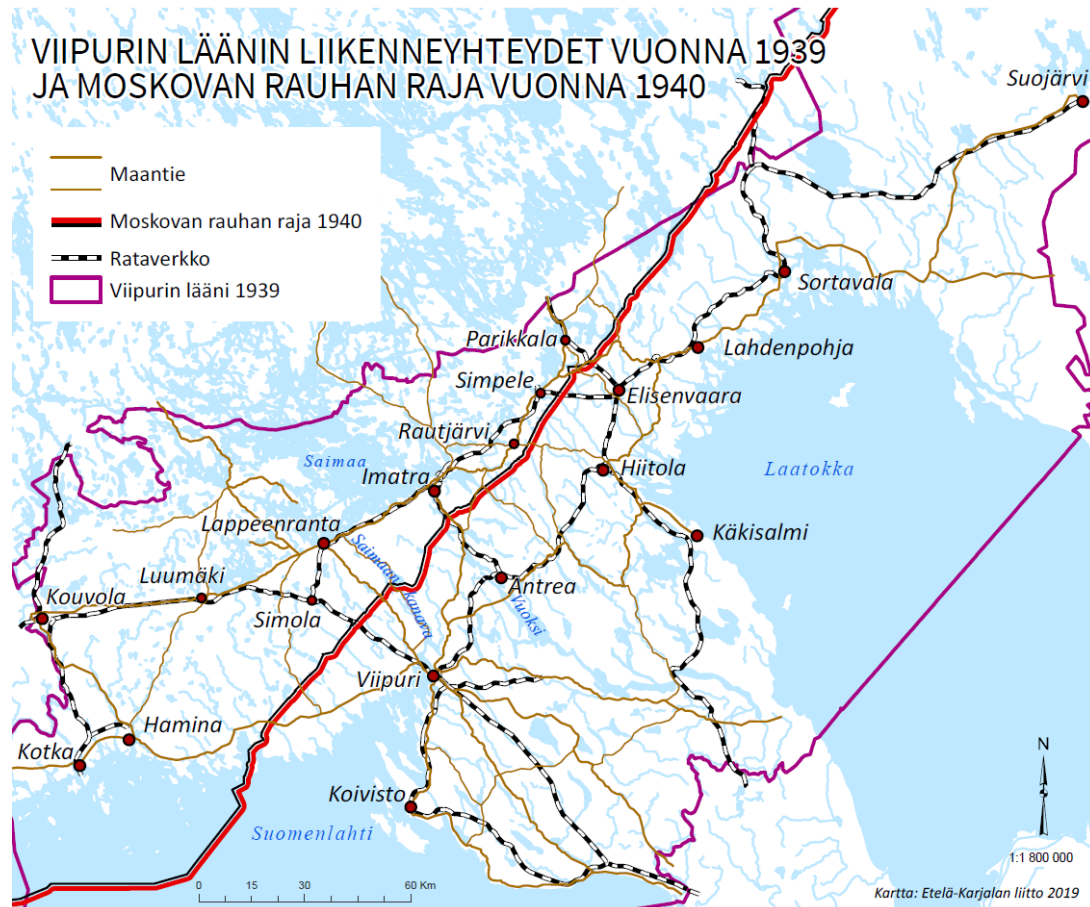 VIIPURIN LÄÄNIN LIIKENNEYHTEYDET VUONNA 1939
JA MOSKOVAN RAUHAN RAJA VUONNA 1940
Maantie
Moskovan rauhan raja 1940
Rataverkko
Viipurin lääni 1939
Suojärvi
Sortavala
Parikkala
Lahdenpohja
Simpele
Elisenvaara
Rautjärvi
Saimaa
Imatra
Hiitola
Laatokka
Lappeenranta
Saimaan kanava
Käkisalmi
Luumäki
Antrea
Kouvola
Simola
Vuoksi
Viipuri
Hamina
Kotka
Koivisto
Suomenlahti
N
1:1 800 000
0 15 30 60 Km
Kartta: Etelä-Karjalan liitto 2019